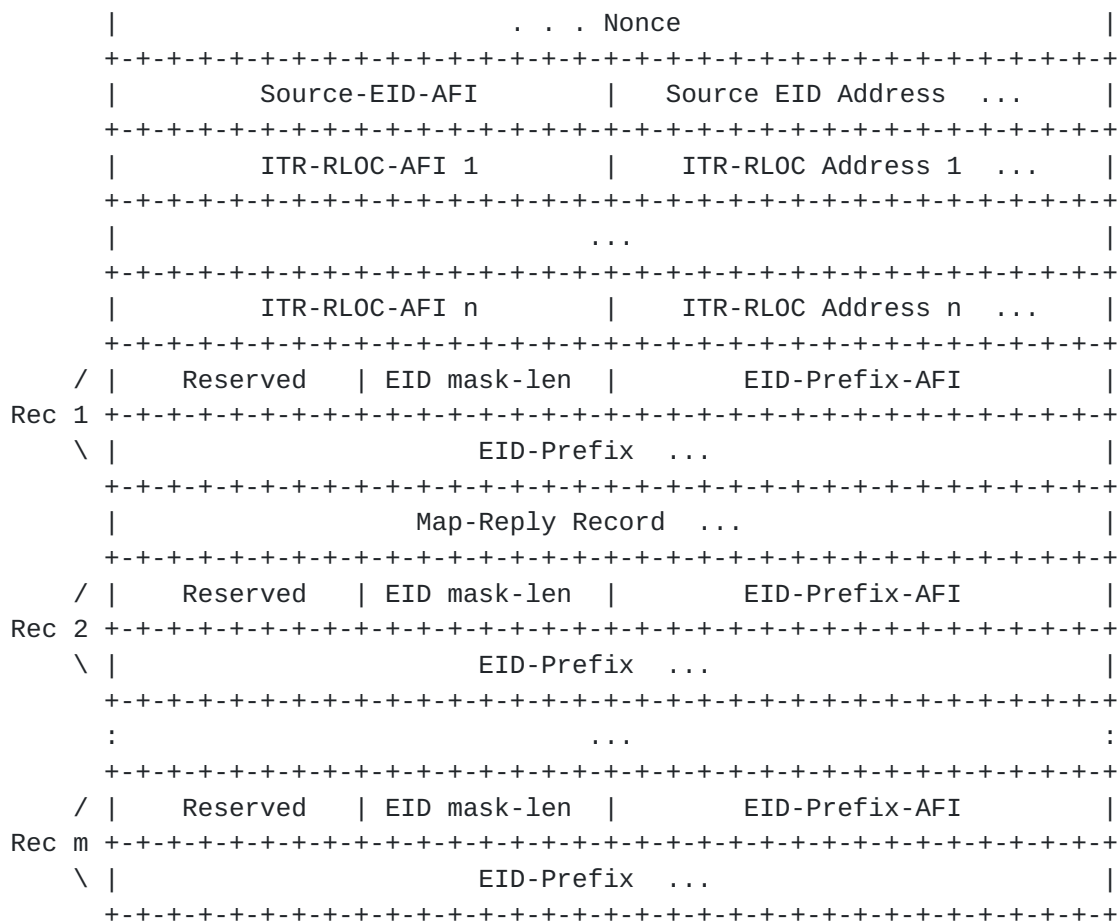 |                         . . . Nonce                           |
+-+-+-+-+-+-+-+-+-+-+-+-+-+-+-+-+-+-+-+-+-+-+-+-+-+-+-+-+-+-+-+-+
|         Source-EID-AFI        |   Source EID Address  ...     |
+-+-+-+-+-+-+-+-+-+-+-+-+-+-+-+-+-+-+-+-+-+-+-+-+-+-+-+-+-+-+-+-+
|         ITR-RLOC-AFI 1        |    ITR-RLOC Address 1  ...    |
+-+-+-+-+-+-+-+-+-+-+-+-+-+-+-+-+-+-+-+-+-+-+-+-+-+-+-+-+-+-+-+-+
|                              ...                              |
+-+-+-+-+-+-+-+-+-+-+-+-+-+-+-+-+-+-+-+-+-+-+-+-+-+-+-+-+-+-+-+-+
|         ITR-RLOC-AFI n        |    ITR-RLOC Address n  ...    |
+-+-+-+-+-+-+-+-+-+-+-+-+-+-+-+-+-+-+-+-+-+-+-+-+-+-+-+-+-+-+-+-+
/ |    Reserved   | EID mask-len  |        EID-Prefix-AFI         |
Rec 1 +-+-+-+-+-+-+-+-+-+-+-+-+-+-+-+-+-+-+-+-+-+-+-+-+-+-+-+-+-+-+-+-+
\ |                       EID-Prefix  ...                         |
+-+-+-+-+-+-+-+-+-+-+-+-+-+-+-+-+-+-+-+-+-+-+-+-+-+-+-+-+-+-+-+-+
|                   Map-Reply Record  ...                       |
+-+-+-+-+-+-+-+-+-+-+-+-+-+-+-+-+-+-+-+-+-+-+-+-+-+-+-+-+-+-+-+-+
/ |    Reserved   | EID mask-len  |        EID-Prefix-AFI         |
Rec 2 +-+-+-+-+-+-+-+-+-+-+-+-+-+-+-+-+-+-+-+-+-+-+-+-+-+-+-+-+-+-+-+-+
\ |                       EID-Prefix  ...                         |
+-+-+-+-+-+-+-+-+-+-+-+-+-+-+-+-+-+-+-+-+-+-+-+-+-+-+-+-+-+-+-+-+
:                              ...                              :
+-+-+-+-+-+-+-+-+-+-+-+-+-+-+-+-+-+-+-+-+-+-+-+-+-+-+-+-+-+-+-+-+
/ |    Reserved   | EID mask-len  |        EID-Prefix-AFI         |
Rec m +-+-+-+-+-+-+-+-+-+-+-+-+-+-+-+-+-+-+-+-+-+-+-+-+-+-+-+-+-+-+-+-+
\ |                       EID-Prefix  ...                         |
+-+-+-+-+-+-+-+-+-+-+-+-+-+-+-+-+-+-+-+-+-+-+-+-+-+-+-+-+-+-+-+-+